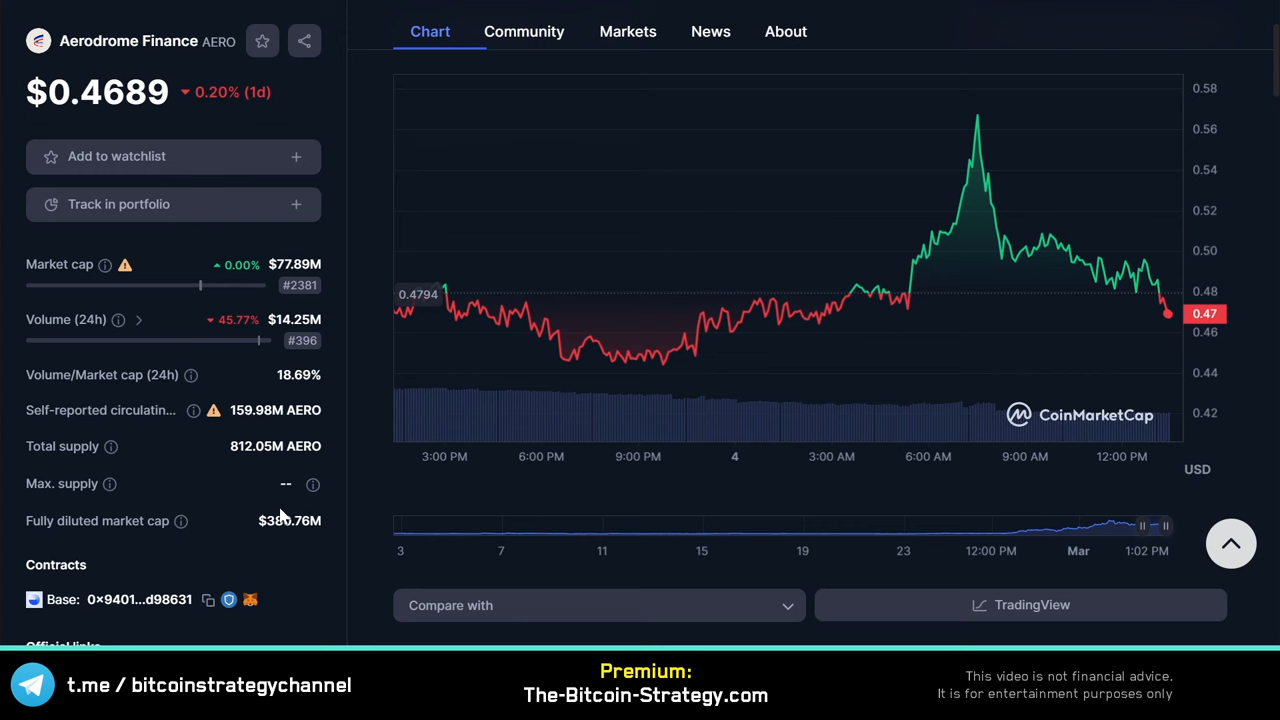 Aerodrome Finance AERO
$0.4689 0.20% (1d)
Add to watchlist
Track in portfolio
Market cap 0.00% $77.89M
#2381
Volume (24h) 45.77% $14.25M
#396
Volume/Market cap (24h) 18.69%
Self-reported circulatin... 159.98M AERO
Total supply 812.05M AERO
Max. supply --
Fully diluted market cap $380.76M
Contracts
Base: 0x9401...d98631
Official links
Chart Community Markets News About
0.58
0.56
0.54
0.52
0.50
0.4794
0.48
0.47
0.46
0.44
0.42
CoinMarketCap
3:00 PM 6:00 PM 9:00 PM 4 3:00 AM 6:00 AM 9:00 AM 12:00 PM
USD
3 7 11 15 19 23 12:00 PM Mar 1:02 PM
Compare with
TradingView
t.me / bitcoinstrategychannel
Premium:
The-Bitcoin-Strategy.com
This video is not financial advice.
It is for entertainment purposes only